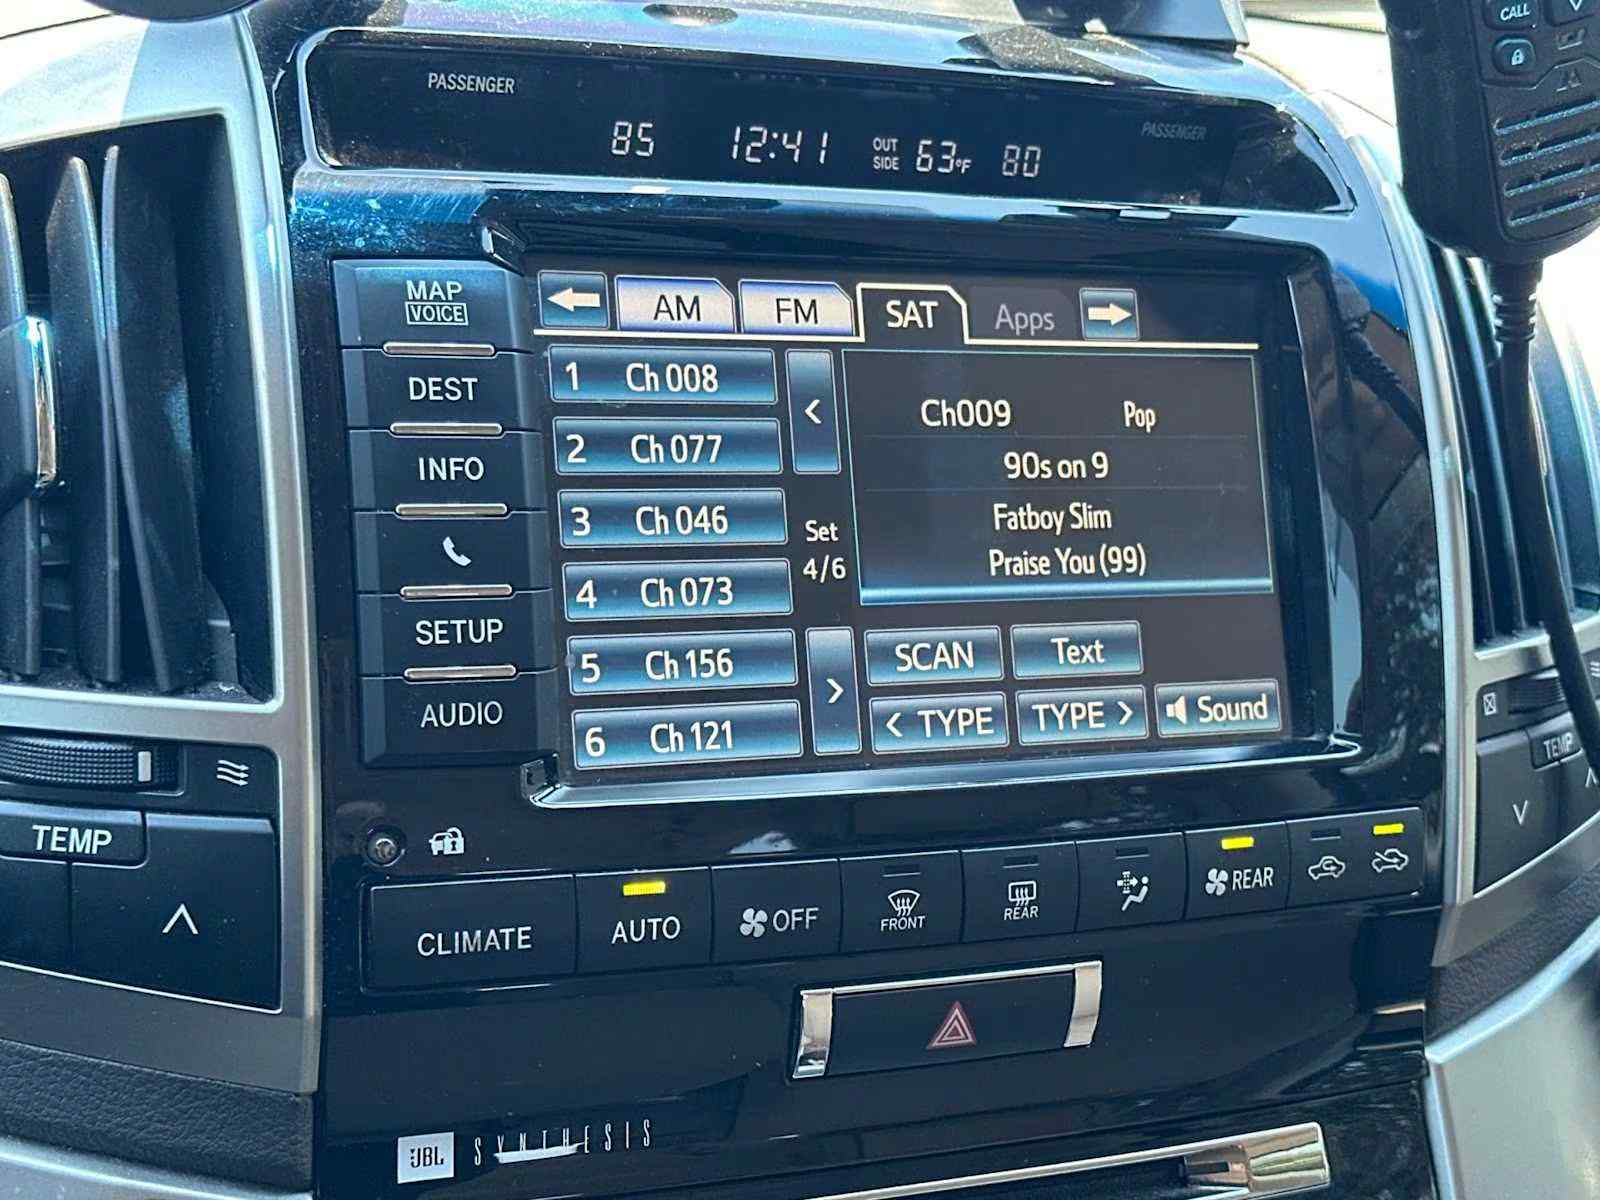 CALL
PASSENGER
PASSENGER
85 12:41 OUT SIDE 63°F 80
MAP
VOICE
DEST
INFO
SETUP
AUDIO
AM FM SAT Apps
1 Ch 008
2 Ch 077
3 Ch 046
4 Ch 073
5 Ch 156
6 Ch 121
<
Set
4/6
>
Ch009 Pop
90s on 9
Fatboy Slim
Praise You (99)
SCAN Text
< TYPE TYPE > Sound
TEMP
TEMP
CLIMATE AUTO OFF FRONT REAR REAR
JBL SYNTHESIS